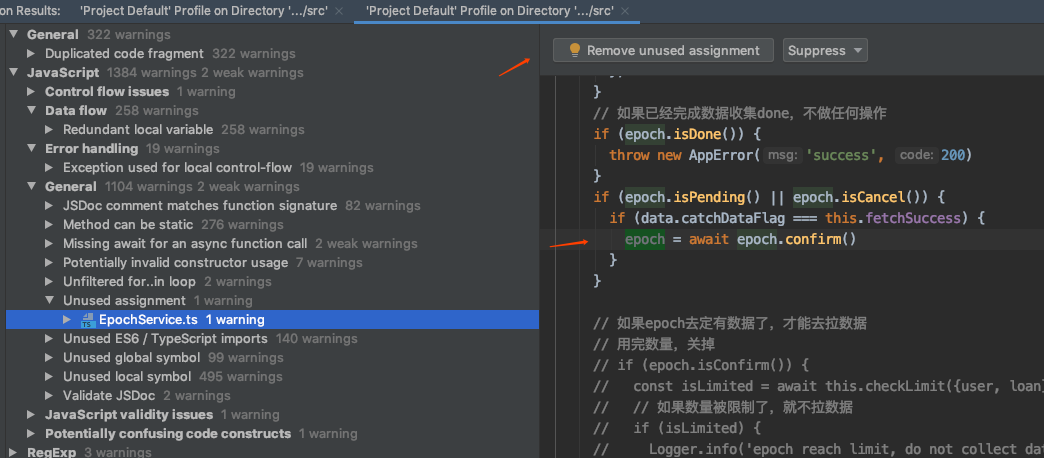 on Results:
'Project Default' Profile on Directory '.../src' ×
'Project Default' Profile on Directory '.../src' ×
General 322 warnings
Duplicated code fragment 322 warnings
JavaScript 1384 warnings 2 weak warnings
Control flow issues 1 warning
Data flow 258 warnings
Redundant local variable 258 warnings
Error handling 19 warnings
Exception used for local control-flow 19 warnings
General 1104 warnings 2 weak warnings
JSDoc comment matches function signature 82 warnings
Method can be static 276 warnings
Missing await for an async function call 2 weak warnings
Potentially invalid constructor usage 7 warnings
Unfiltered for..in loop 2 warnings
Unused assignment 1 warning
TS EpochService.ts 1 warning
Unused ES6 / TypeScript imports 140 warnings
Unused global symbol 99 warnings
Unused local symbol 495 warnings
Validate JSDoc 2 warnings
JavaScript validity issues 1 warning
Potentially confusing code constructs 1 warning
RegExp 3 warnings
Remove unused assignment
Suppress
}
// 如果已经完成数据收集done，不做任何操作
if (epoch.isDone()) {
throw new AppError( msg: 'success', code: 200)
}
if (epoch.isPending() || epoch.isCancel()) {
if (data.catchDataFlag === this.fetchSuccess) {
epoch = await epoch.confirm()
}
}
// 如果epoch去定有数据了，才能去拉数据
// 用完数量，关掉
// if (epoch.isConfirm()) {
// const isLimited = await this.checkLimit({user, loan
// // 如果数量被限制了，就不拉数据
// if (isLimited) {
// Logger.info('epoch reach limit, do not collect dat